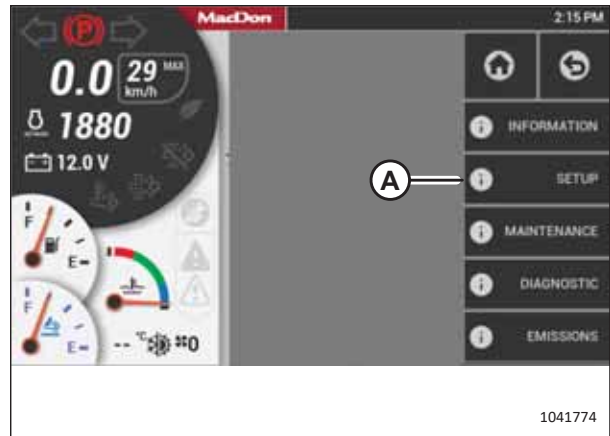 MacDon
2:15 PM
P
0.0
29 MAX
km/h
1880
12.0 V
INFORMATION
A
SETUP
MAINTENANCE
DIAGNOSTIC
EMISSIONS
F
E
F
E
-- °C
0
1041774